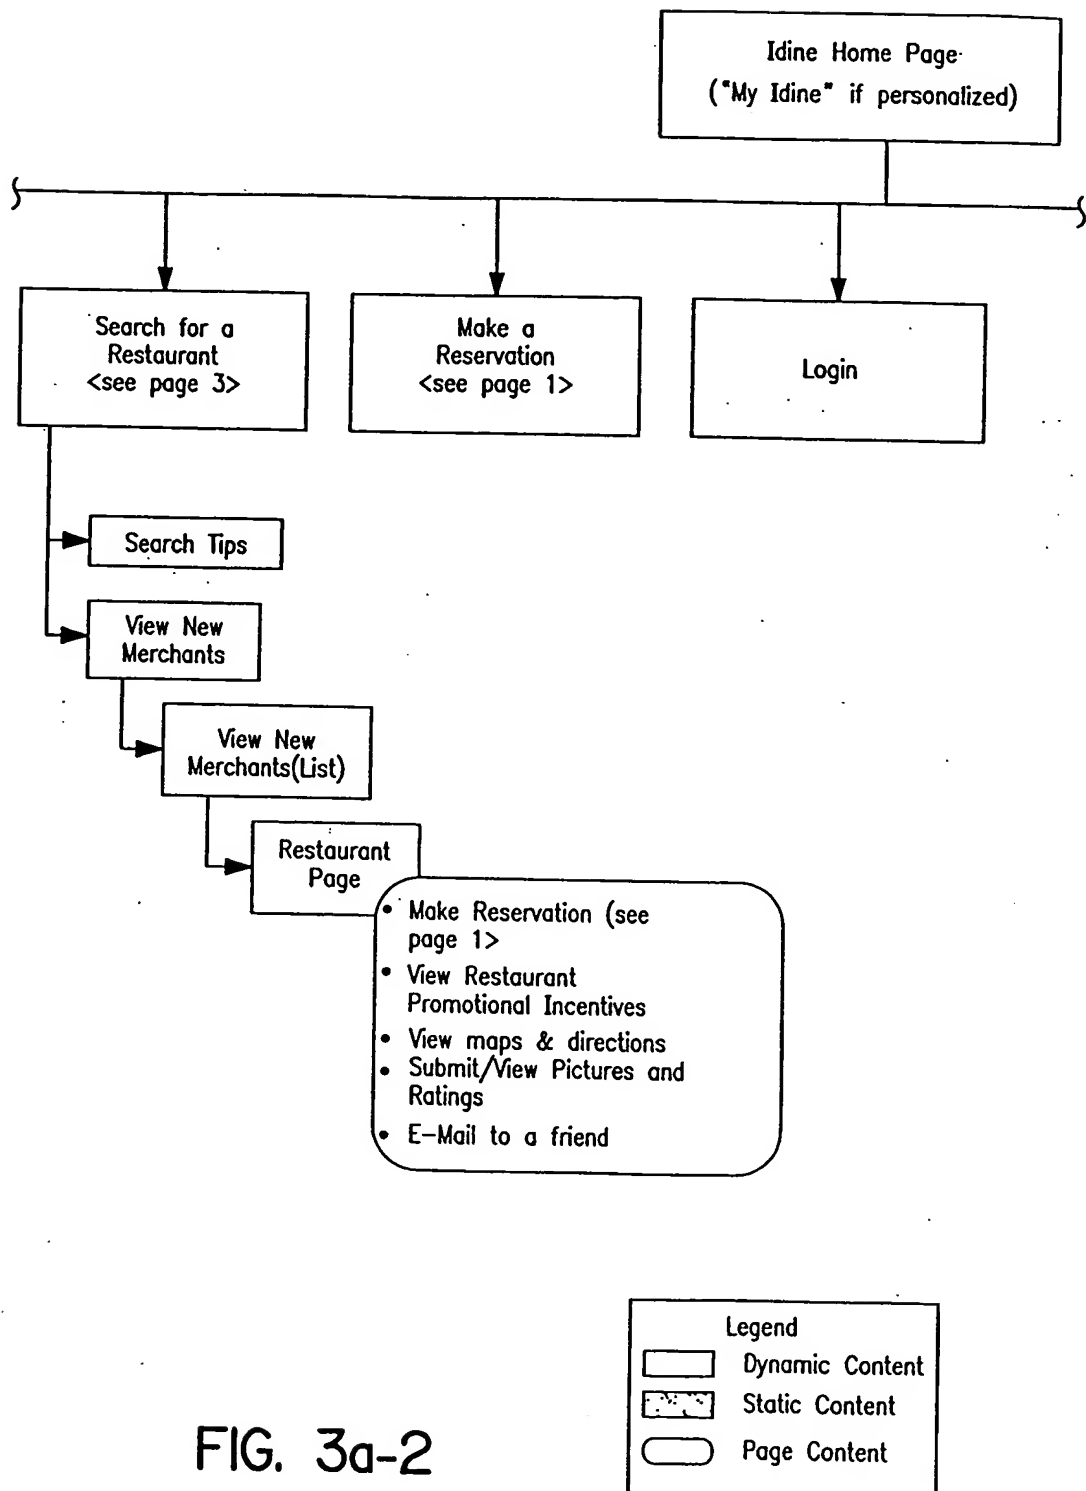 Idine Home Page
("My Idine" if personalized)
Search for a
Restaurant
<see page 3>
Make a
Reservation
<see page 1>
Login
Search Tips
View New
Merchants
View New
Merchants(List)
Restaurant
Page
• Make Reservation (see
page 1>
• View Restaurant
Promotional Incentives
• View maps & directions
• Submit/View Pictures and
Ratings
• E-Mail to a friend
Legend
Dynamic Content
Static Content
Page Content
FIG. 3a-2